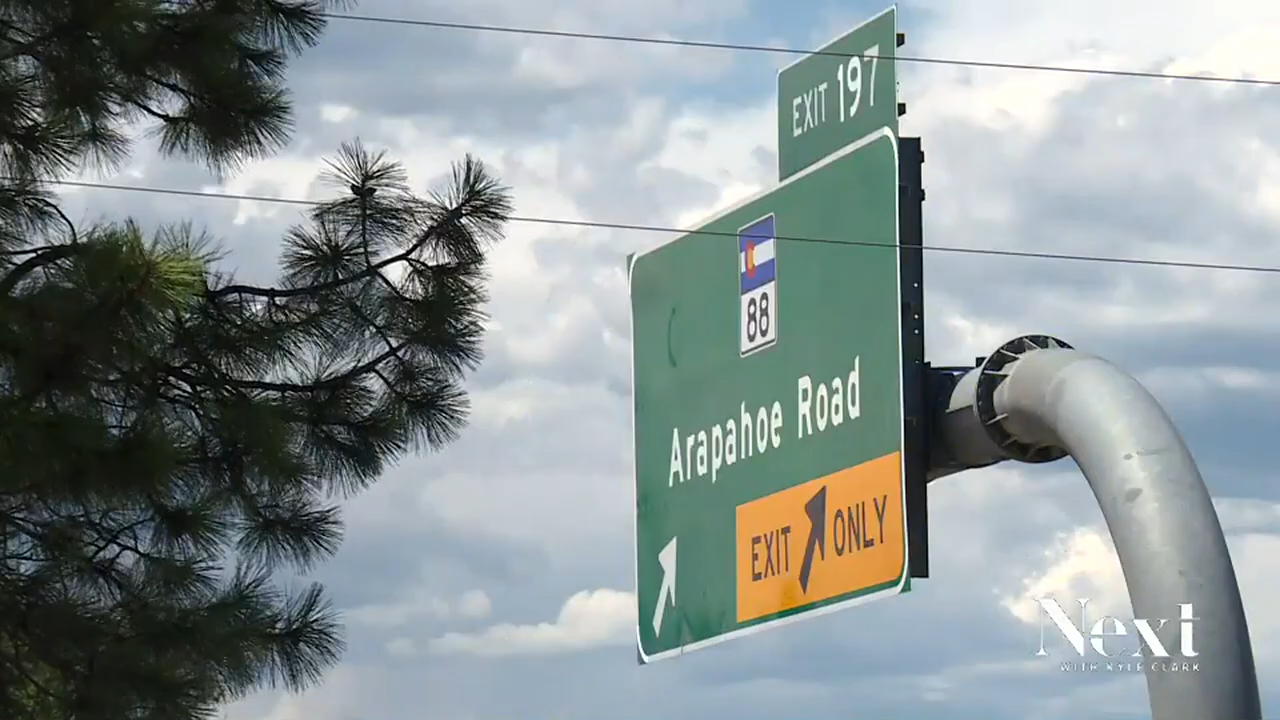 EXIT 197
88
Arapahoe Road
EXIT ONLY
Next
WITH KYLE CLARK